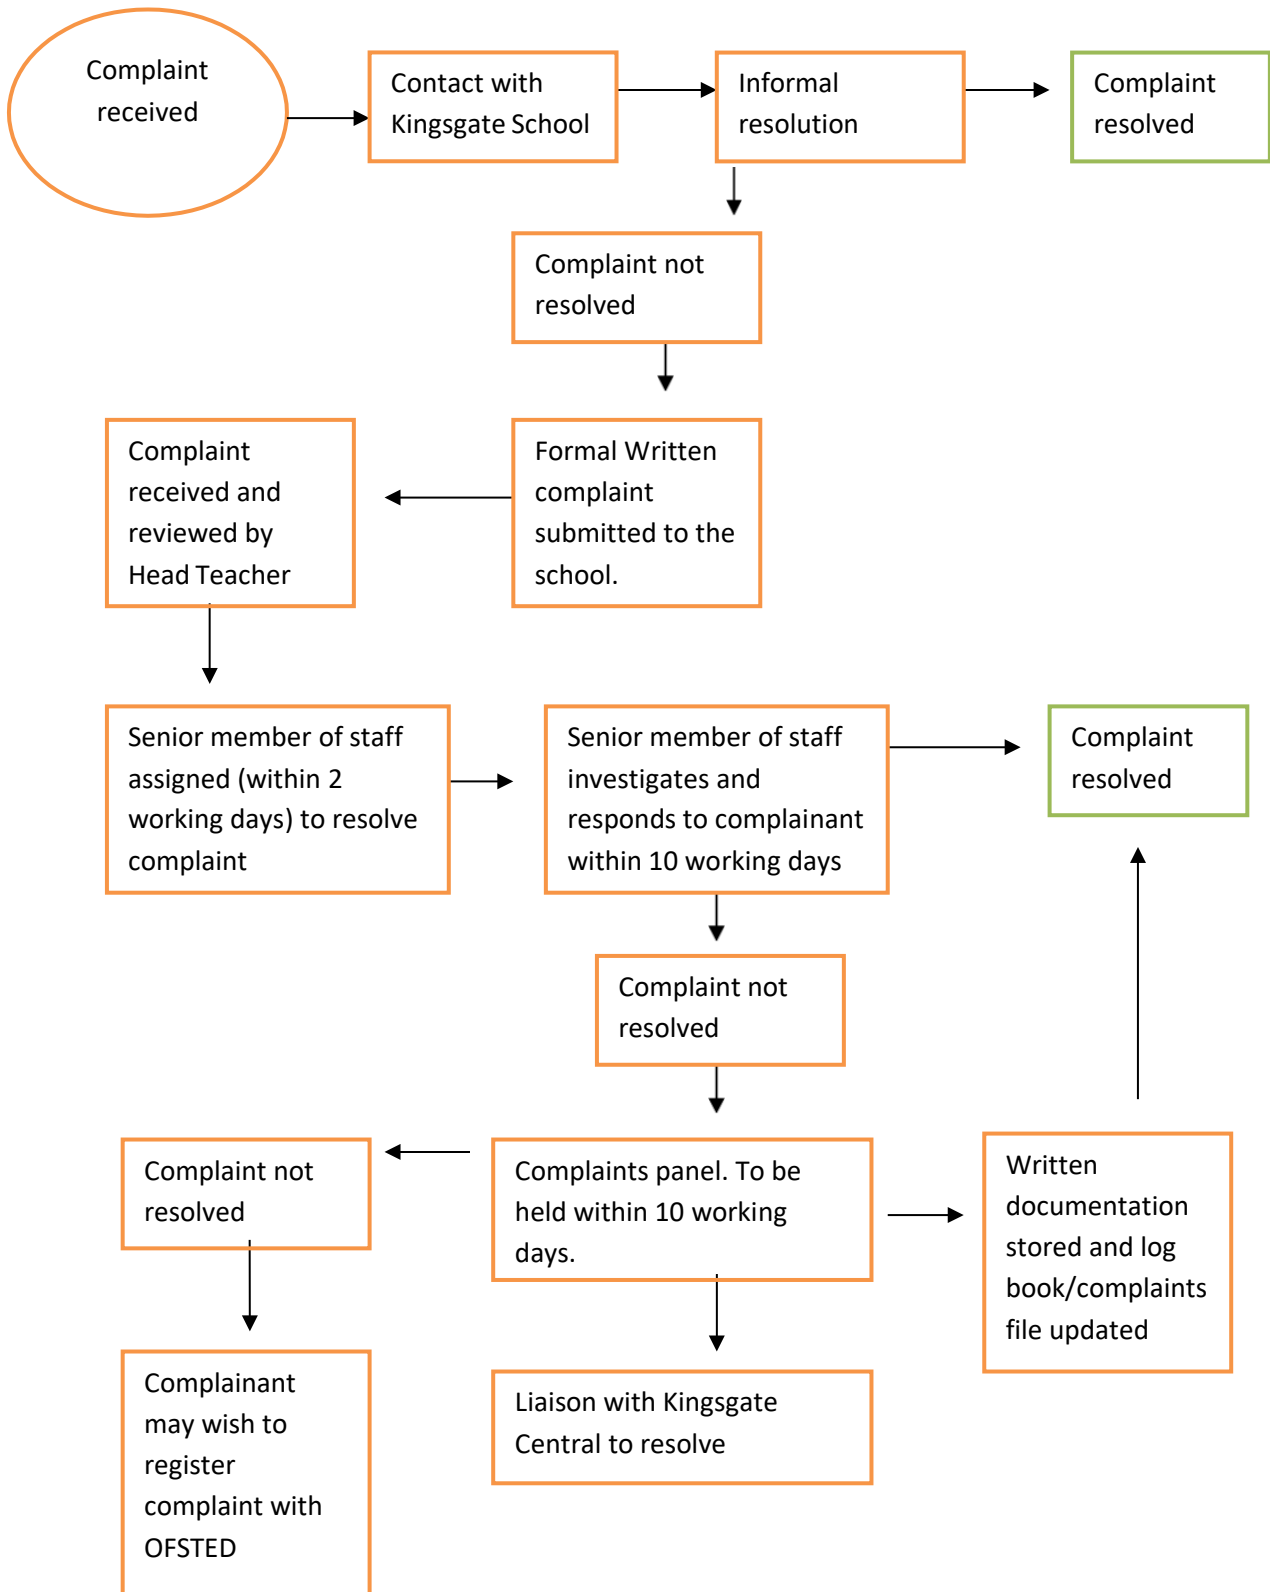 Complaint
received
Contact with
Kingsgate School
Informal
resolution
Complaint
resolved
Complaint not
resolved
Formal Written
complaint
submitted to the
school.
Complaint
received and
reviewed by
Head Teacher
Senior member of staff
assigned (within 2
working days) to resolve
complaint
Senior member of staff
investigates and
responds to complainant
within 10 working days
Complaint
resolved
Complaint not
resolved
Complaints panel. To be
held within 10 working
days.
Complaint not
resolved
Written
documentation
stored and log
book/complaints
file updated
Liaison with Kingsgate
Central to resolve
Complainant
may wish to
register
complaint with
OFSTED